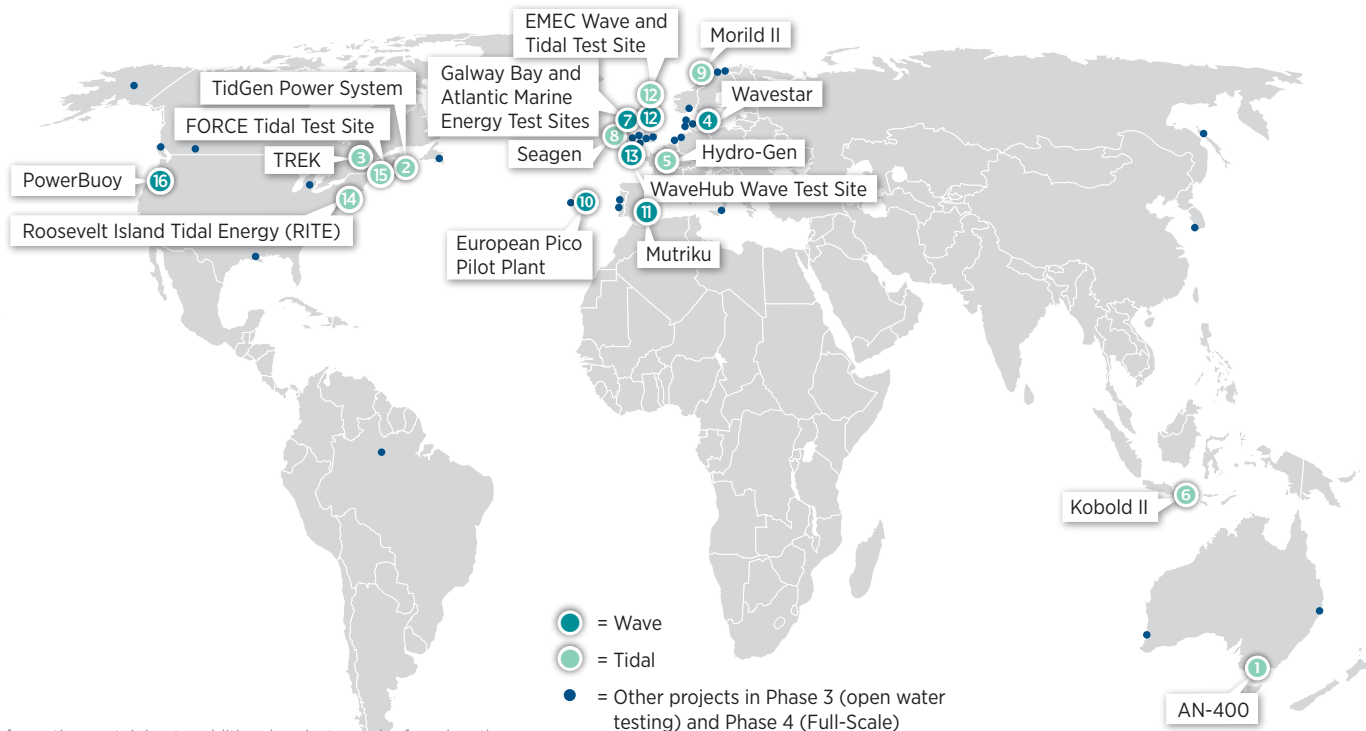 EMEC Wave and
Tidal Test Site
Morild II
Galway Bay and
Atlantic Marine
Energy Test Sites
TidGen Power System
Wavestar
FORCE Tidal Test Site
TREK
Seagen
Hydro-Gen
PowerBuoy
WaveHub Wave Test Site
Roosevelt Island Tidal Energy (RITE)
European Pico
Pilot Plant
Mutriku
9
12
7
12
4
8
13
5
3
15
2
16
14
10
11
6
Kobold II
= Wave
= Tidal
= Other projects in Phase 3 (open water
testing) and Phase 4 (Full-Scale)
1
AN-400